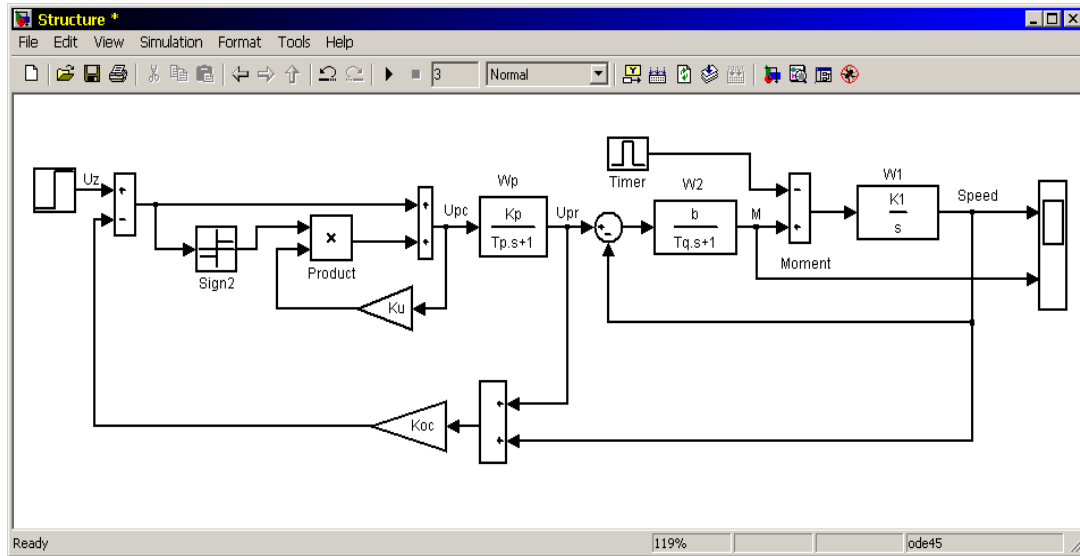 Structure *
File Edit View Simulation Format Tools Help
3 Normal
Uz
Sign2
×
Product
Ku
Upc
Wp
Kp
Tp.s+1
Upr
Timer
W2
b
Tq.s+1
M
Moment
W1
K1
s
Speed
Koc
Ready 119% ode45